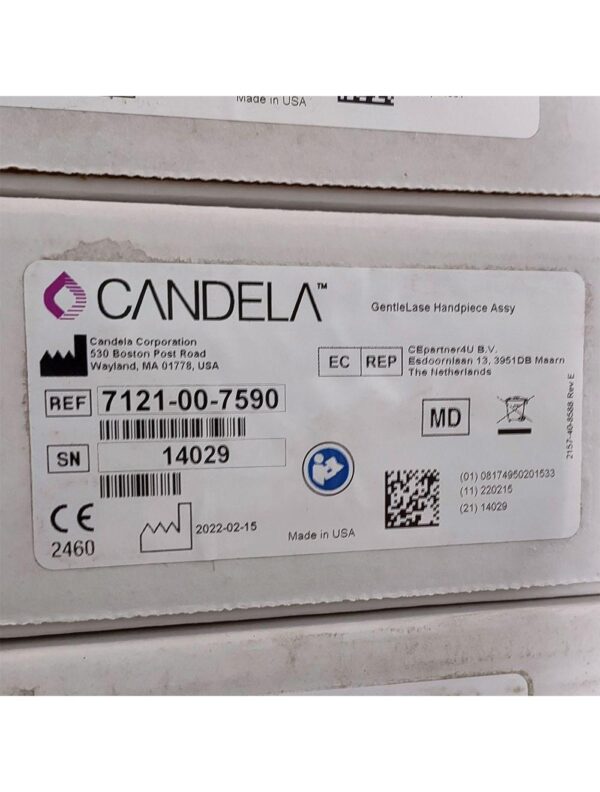 Made in USA
CANDELA™
GentleLase Handpiece Assy
Candela Corporation
530 Boston Post Road
Wayland, MA 01778, USA
EC REP
CEpartner4U B.V.
Esdoornlaan 13, 3951DB Maarn
The Netherlands
REF 7121-00-7590
MD
SN 14029
2157-40-8588 Rev E
(01) 08174950201533
(11) 220215
(21) 14029
CE
2460
2022-02-15
Made in USA